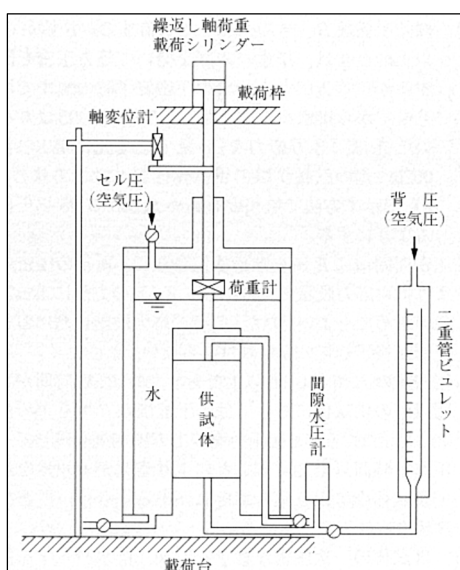 繰返し軸荷重
載荷シリンダー
載荷枠
軸変位計
セル圧
(空気圧)
背圧
(空気圧)
荷重計
二重管ビュレット
水
供試体
間隙水圧計
載荷台